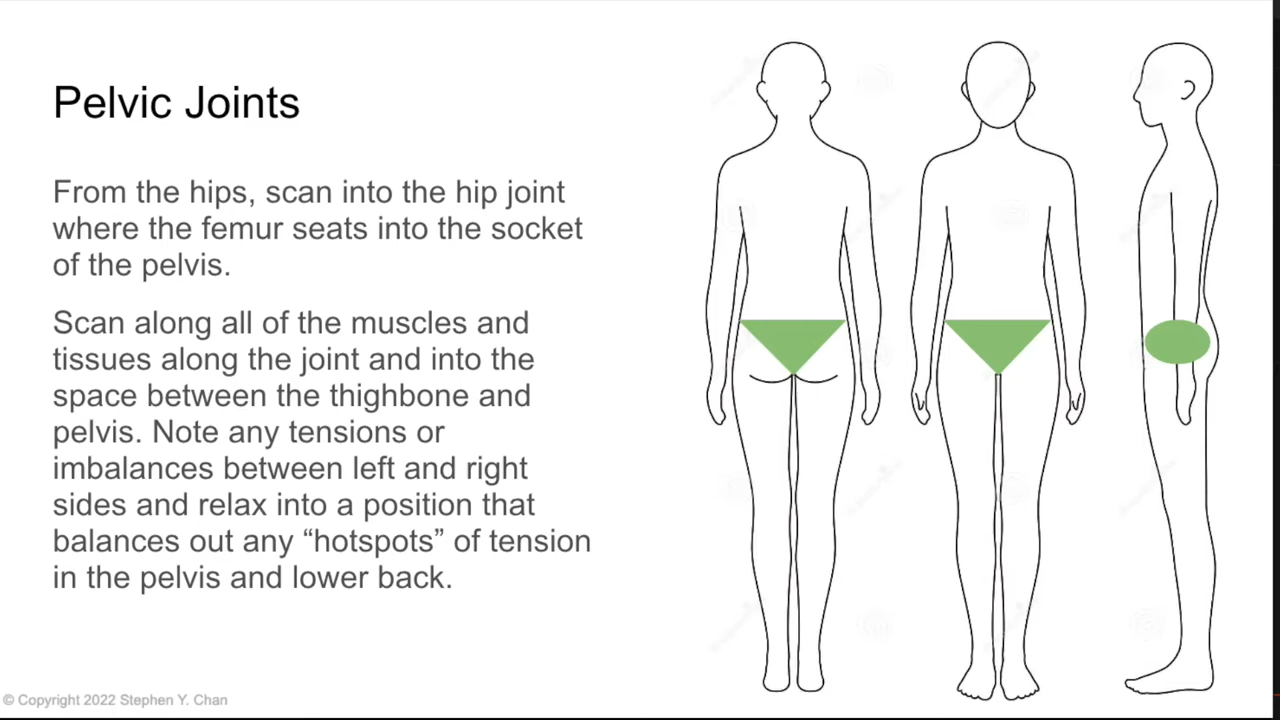 Pelvic Joints
From the hips, scan into the hip joint
where the femur seats into the socket
of the pelvis.
Scan along all of the muscles and
tissues along the joint and into the
space between the thighbone and
pelvis. Note any tensions or
imbalances between left and right
sides and relax into a position that
balances out any “hotspots” of tension
in the pelvis and lower back.
© Copyright 2022 Stephen Y. Chan